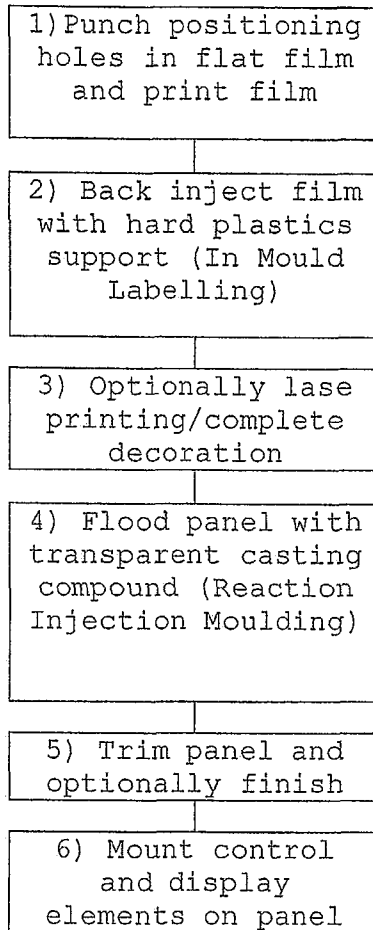 1)Punch positioning
holes in flat film
and print film
2) Back inject film
with hard plastics
support (In Mould
Labelling)
3) Optionally lase
printing/complete
decoration
4) Flood panel with
transparent casting
compound (Reaction
Injection Moulding)
5) Trim panel and
optionally finish
6) Mount control
and display
elements on panel